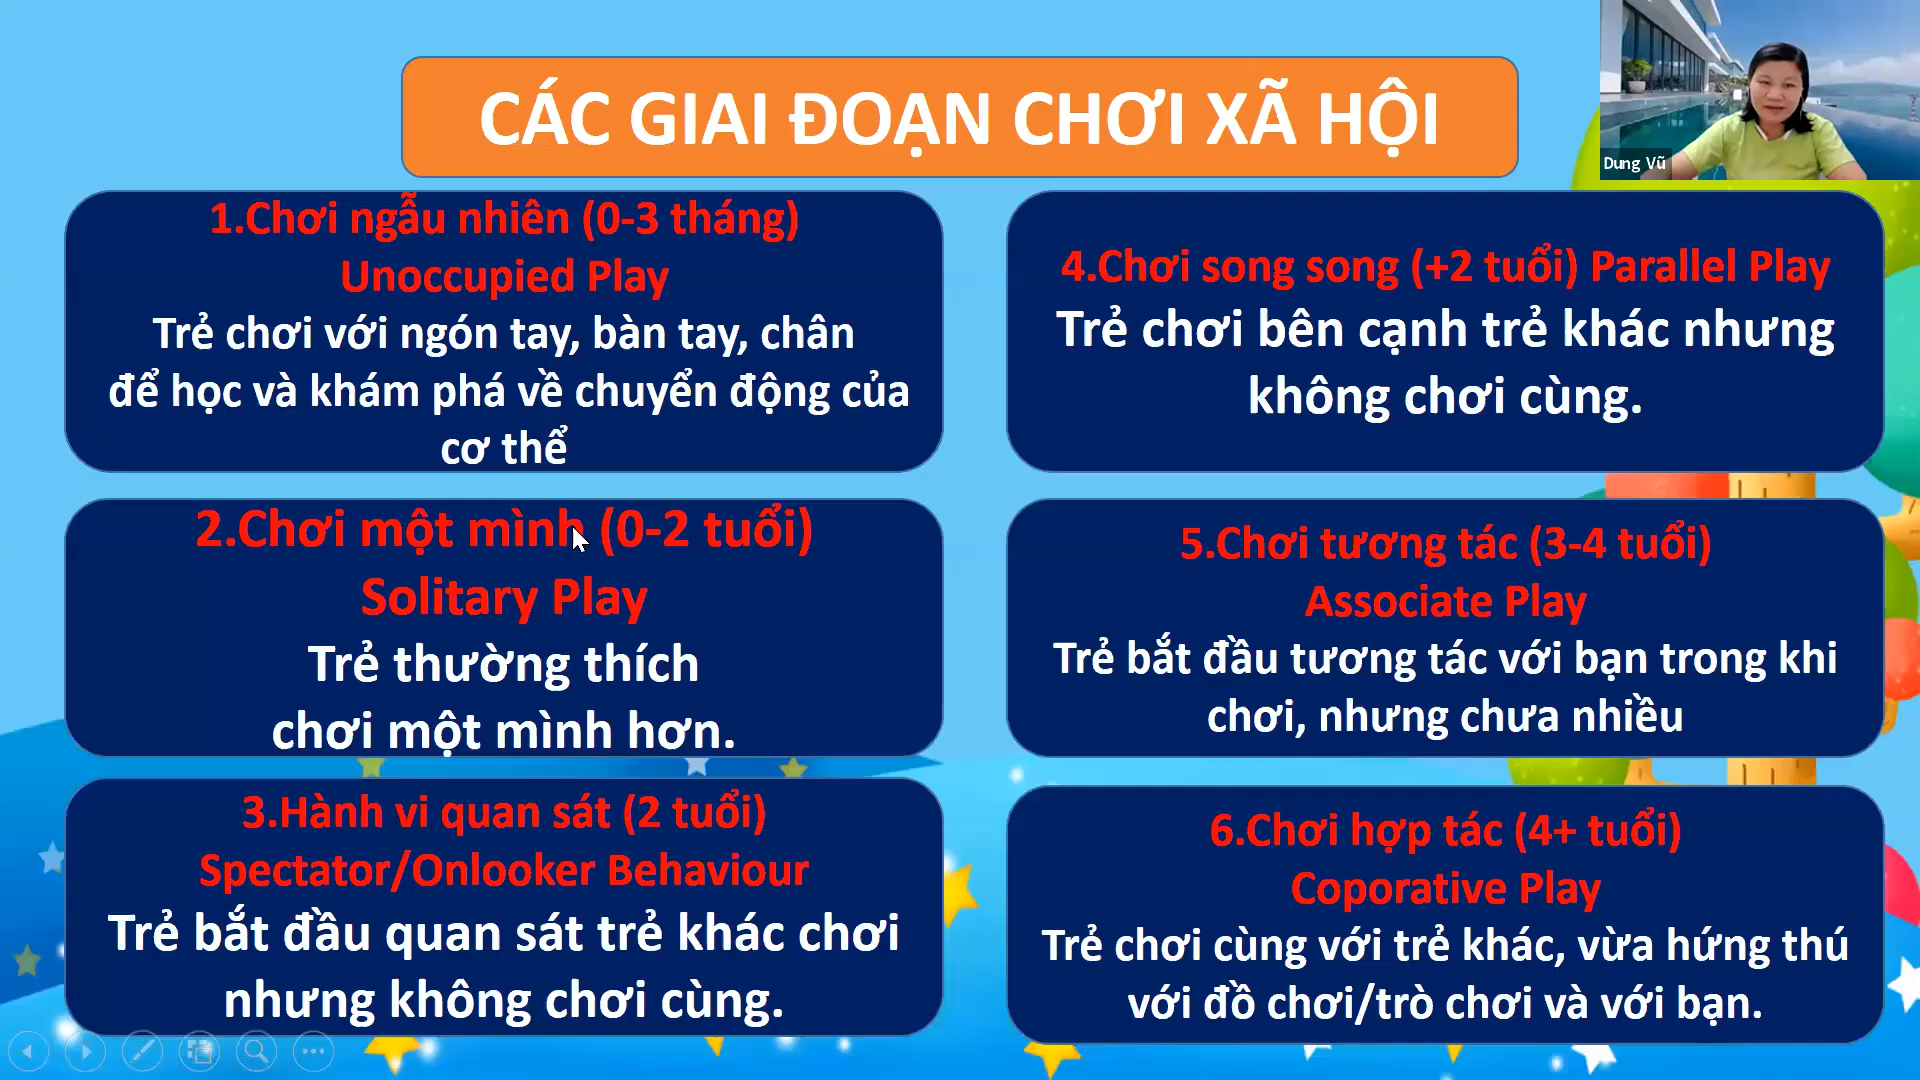 CÁC GIAI ĐOẠN CHƠI XÃ HỘI
Dung Vũ
1.Chơi ngẫu nhiên (0-3 tháng)
Unoccupied Play
Trẻ chơi với ngón tay, bàn tay, chân
để học và khám phá về chuyển động của
cơ thể
2.Chơi một mình (0-2 tuổi)
Solitary Play
Trẻ thường thích
chơi một mình hơn.
3.Hành vi quan sát (2 tuổi)
Spectator/Onlooker Behaviour
Trẻ bắt đầu quan sát trẻ khác chơi
nhưng không chơi cùng.
4.Chơi song song (+2 tuổi) Parallel Play
Trẻ chơi bên cạnh trẻ khác nhưng
không chơi cùng.
5.Chơi tương tác (3-4 tuổi)
Associate Play
Trẻ bắt đầu tương tác với bạn trong khi
chơi, nhưng chưa nhiều
6.Chơi hợp tác (4+ tuổi)
Coporative Play
Trẻ chơi cùng với trẻ khác, vừa hứng thú
với đồ chơi/trò chơi và với bạn.